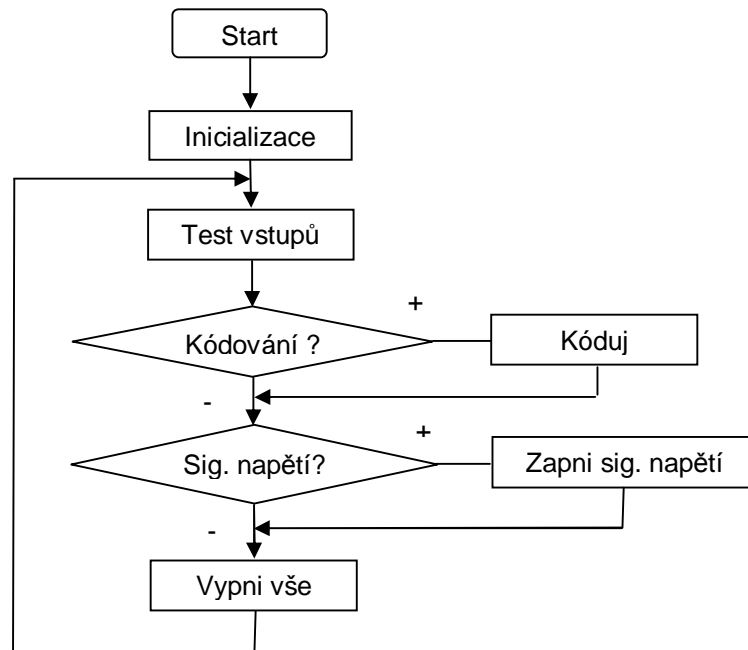 Start
Inicializace
Test vstupů
+
Kódování ?
Kóduj
-
+
Sig. napětí?
Zapni sig. napětí
-
Vypni vše